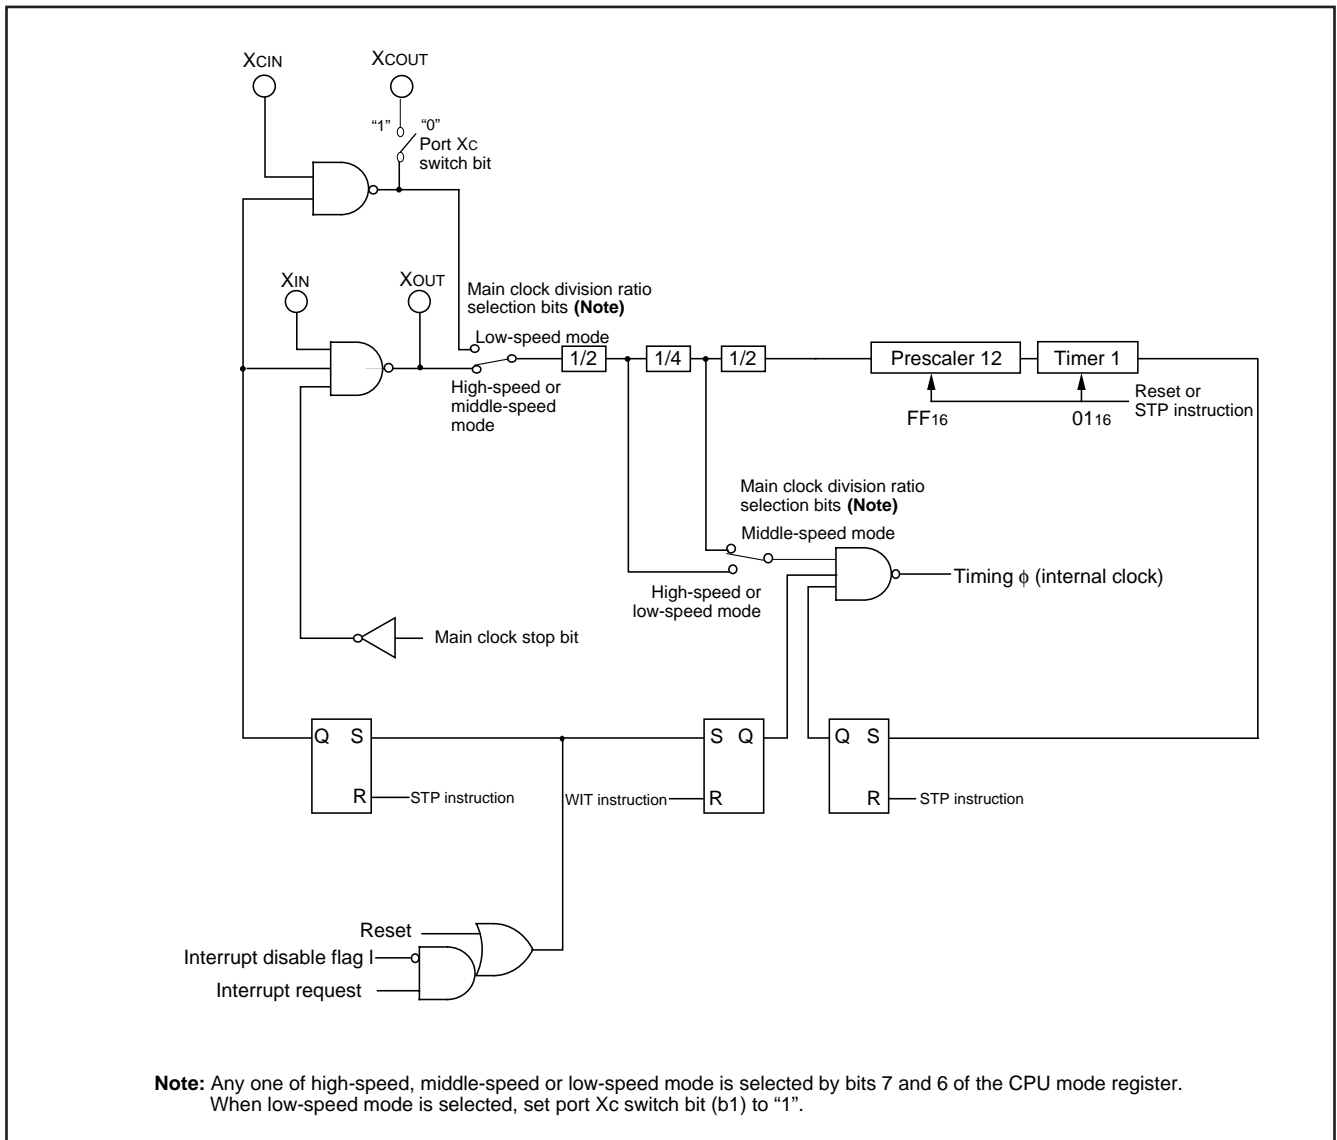 XCIN
XCOUT
“1” “0”
Port XC
switch bit
XIN
XOUT
Main clock division ratio
selection bits (Note)
Low-speed mode
1/2
1/4
1/2
Prescaler 12
Timer 1
High-speed or
middle-speed
mode
Reset or
STP instruction
FF16
0116
Main clock division ratio
selection bits (Note)
Middle-speed mode
High-speed or
low-speed mode
Timing ϕ (internal clock)
Main clock stop bit
Q S
R
STP instruction
S Q
R
WIT instruction
Q S
R
STP instruction
Reset
Interrupt disable flag I
Interrupt request
Note: Any one of high-speed, middle-speed or low-speed mode is selected by bits 7 and 6 of the CPU mode register.
When low-speed mode is selected, set port Xc switch bit (b1) to “1”.